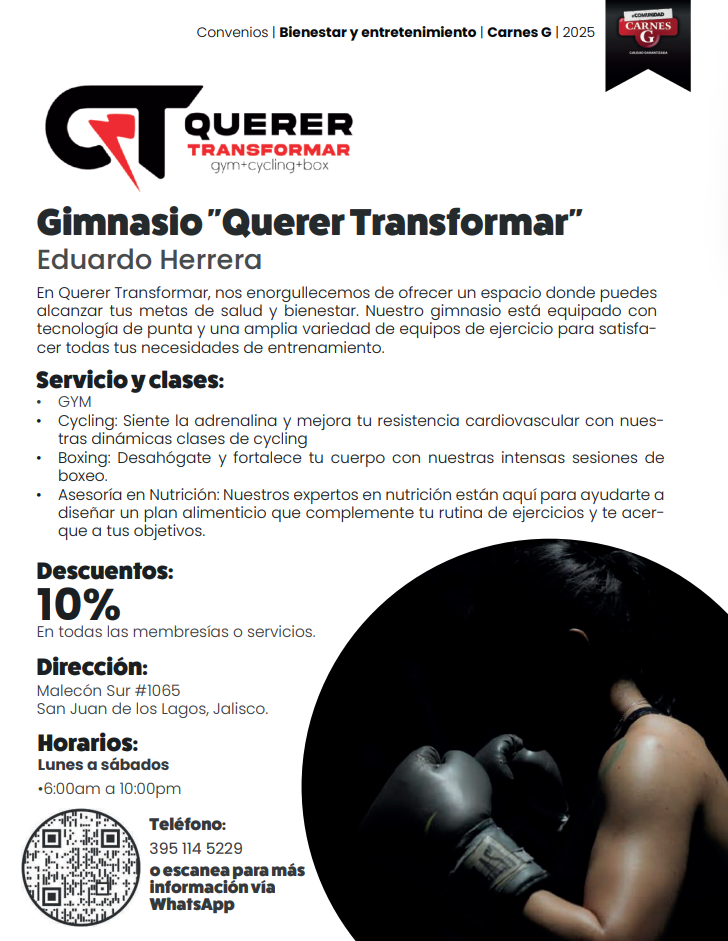 Convenios | Bienestar y entretenimiento | Carnes G | 2025
#COMUNIDAD
CARNES
G
CALIDAD GARANTIZADA
QUERER
TRANSFORMAR
gym+cycling+box
Gimnasio "Querer Transformar"
Eduardo Herrera
En Querer Transformar, nos enorgullecemos de ofrecer un espacio donde puedes
alcanzar tus metas de salud y bienestar. Nuestro gimnasio está equipado con
tecnología de punta y una amplia variedad de equipos de ejercicio para satisfa-
cer todas tus necesidades de entrenamiento.
Servicio y clases:
• GYM
• Cycling: Siente la adrenalina y mejora tu resistencia cardiovascular con nues-
tras dinámicas clases de cycling
• Boxing: Desahógate y fortalece tu cuerpo con nuestras intensas sesiones de
boxeo.
• Asesoría en Nutrición: Nuestros expertos en nutrición están aquí para ayudarte a
diseñar un plan alimenticio que complemente tu rutina de ejercicios y te acer-
que a tus objetivos.
Descuentos:
10%
En todas las membresías o servicios.
Dirección:
Malecón Sur #1065
San Juan de los Lagos, Jalisco.
Horarios:
Lunes a sábados
•6:00am a 10:00pm
Teléfono:
395 114 5229
o escanea para más
información vía
WhatsApp